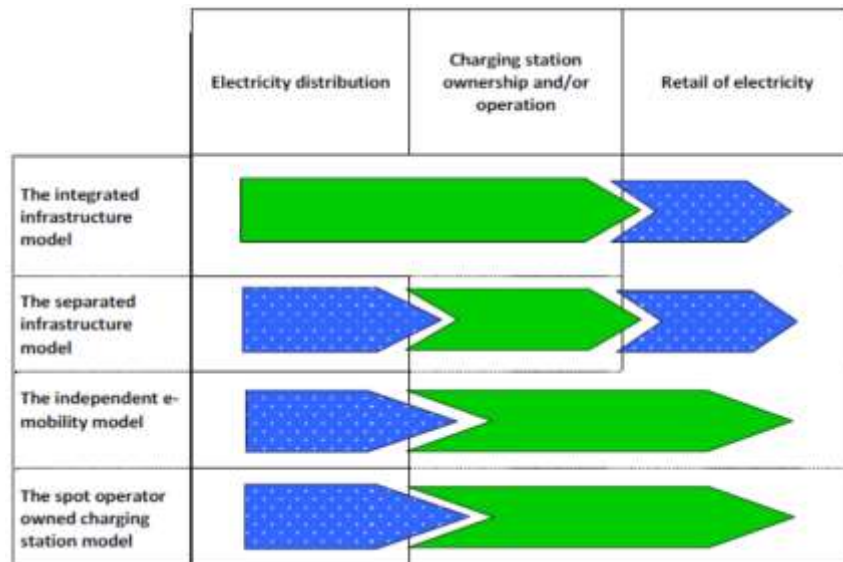 Electricity distribution
Charging station
ownership and/or
operation
Retail of electricity
The integrated
infrastructure
model
The separated
infrastructure
model
The independent e-
mobility model
The spot operator
owned charging
station model